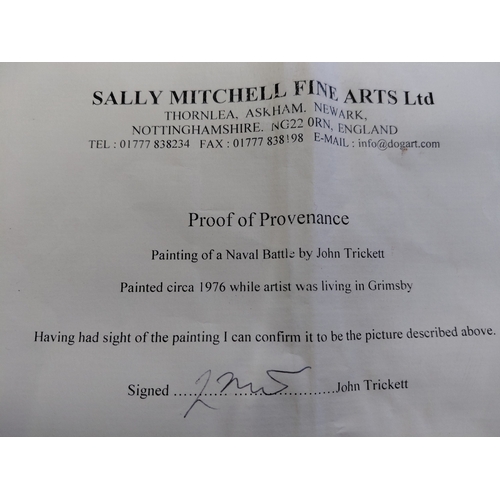 SALLY MITCHELL FINE ARTS Ltd
THORNLEA, ASKHAM. NEWARK,
NOTTINGHAMSHIRE. NG22 0RN, ENGLAND
TEL : 01777 838234 FAX : 01777 838198 E-MAIL : info@dogart.com
Proof of Provenance
Painting of a Naval Battle by John Trickett
Painted circa 1976 while artist was living in Grimsby
Having had sight of the painting I can confirm it to be the picture described above.
Signed ............ ........................John Trickett